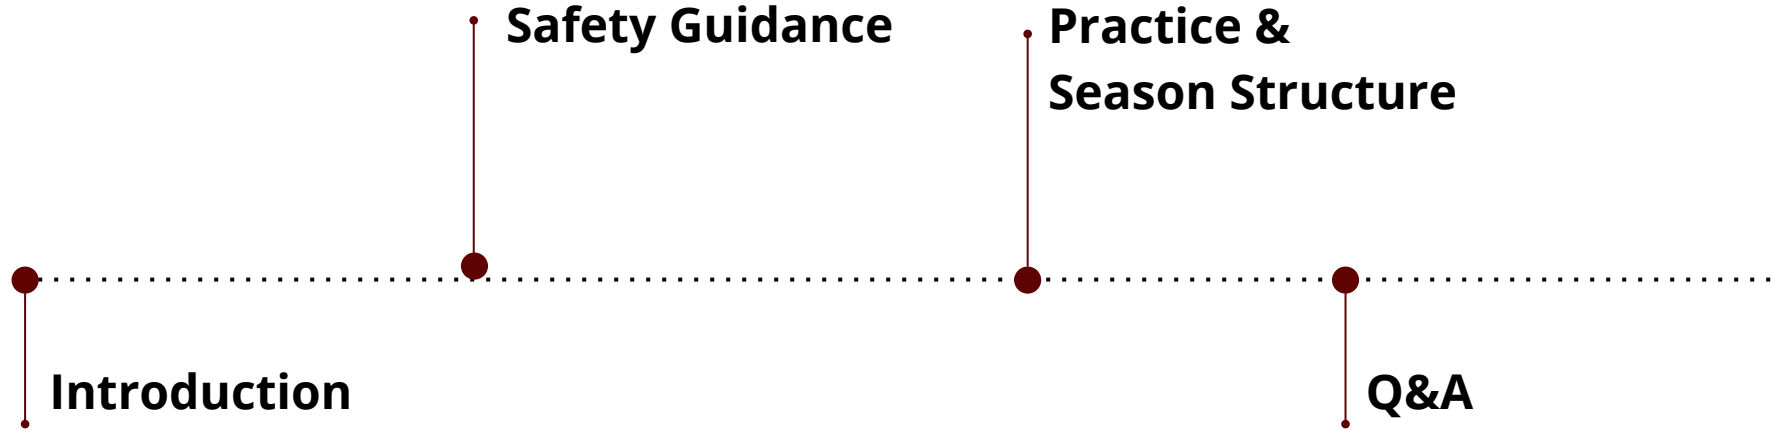 Safety Guidance
Practice &
Season Structure
Introduction
Q&A